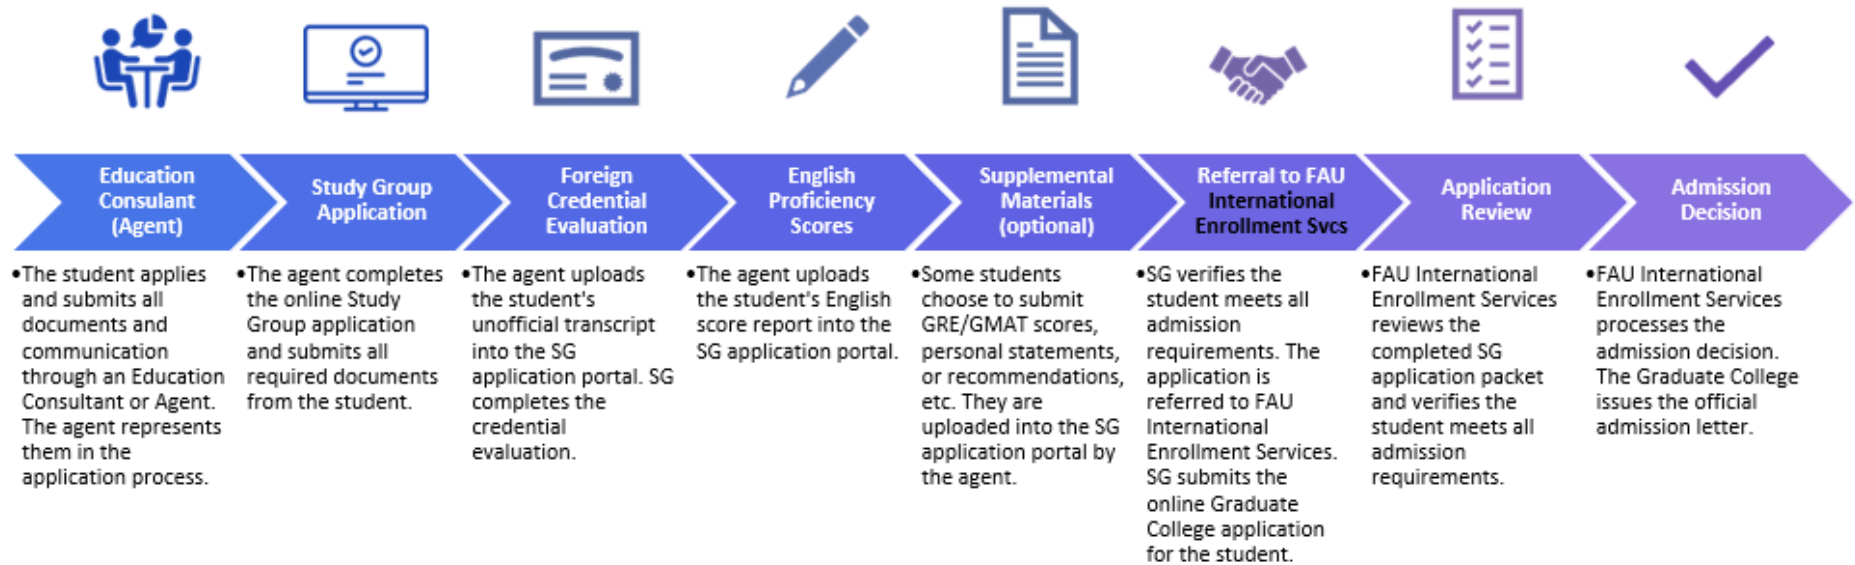 Education
Consulant
(Agent)
Study Group
Application
Foreign
Credential
Evaluation
English
Proficiency
Scores
Supplemental
Materials
(optional)
Referral to FAU
International
Enrollment Svcs
Application
Review
Admission
Decision
•The student applies
and submits all
documents and
communication
through an Education
Consultant or Agent.
The agent represents
them in the
application process.
•The agent completes
the online Study
Group application
and submits all
required documents
from the student.
•The agent uploads
the student's
unofficial transcript
into the SG
application portal. SG
completes the
credential
evaluation.
•The agent uploads
the student's English
score report into the
SG application portal.
•Some students
choose to submit
GRE/GMAT scores,
personal statements,
or recommendations,
etc. They are
uploaded into the SG
application portal by
the agent.
•SG verifies the
student meets all
admission
requirements. The
application is
referred to FAU
International
Enrollment Services.
SG submits the
online Graduate
College application
for the student.
•FAU International
Enrollment Services
reviews the
completed SG
application packet
and verifies the
student meets all
admission
requirements.
•FAU International
Enrollment Services
processes the
admission decision.
The Graduate College
issues the official
admission letter.